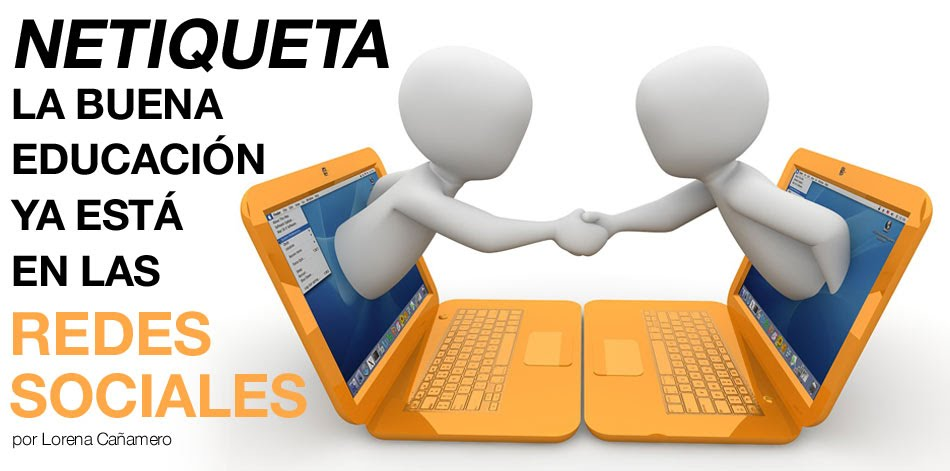 NETIQUETA
LA BUENA
EDUCACIÓN
YA ESTÁ
EN LAS
REDES
SOCIALES
por Lorena Cañamero